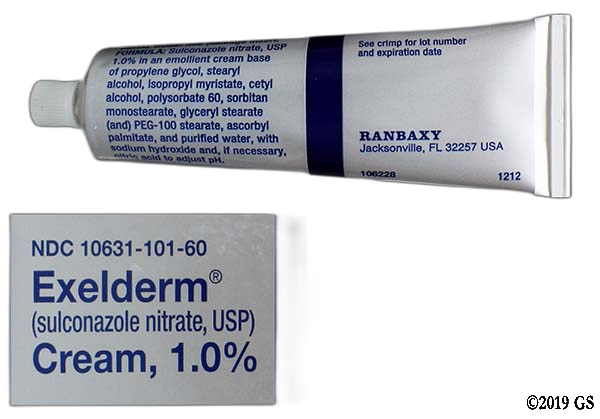 FORMULA: Sulconazole nitrate, USP
1.0% in an emollient cream base
of propylene glycol, stearyl
alcohol, isopropyl myristate, cetyl
alcohol, polysorbate 60, sorbitan
monostearate, glyceryl stearate
(and) PEG-100 stearate, ascorbyl
palmitate, and purified water, with
sodium hydroxide and, if necessary,
nitric acid to adjust pH.
See crimp for lot number
and expiration date
RANBAXY
Jacksonville, FL 32257 USA
106228
1212
NDC 10631-101-60
Exelderm®
(sulconazole nitrate, USP)
Cream, 1.0%
©2019 GS